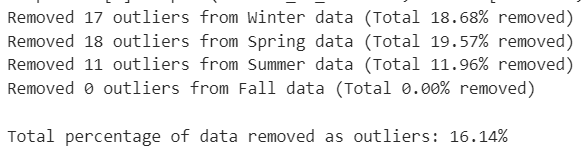 Removed 17 outliers from Winter data (Total 18.68% removed)
Removed 18 outliers from Spring data (Total 19.57% removed)
Removed 11 outliers from Summer data (Total 11.96% removed)
Removed 0 outliers from Fall data (Total 0.00% removed)
Total percentage of data removed as outliers: 16.14%